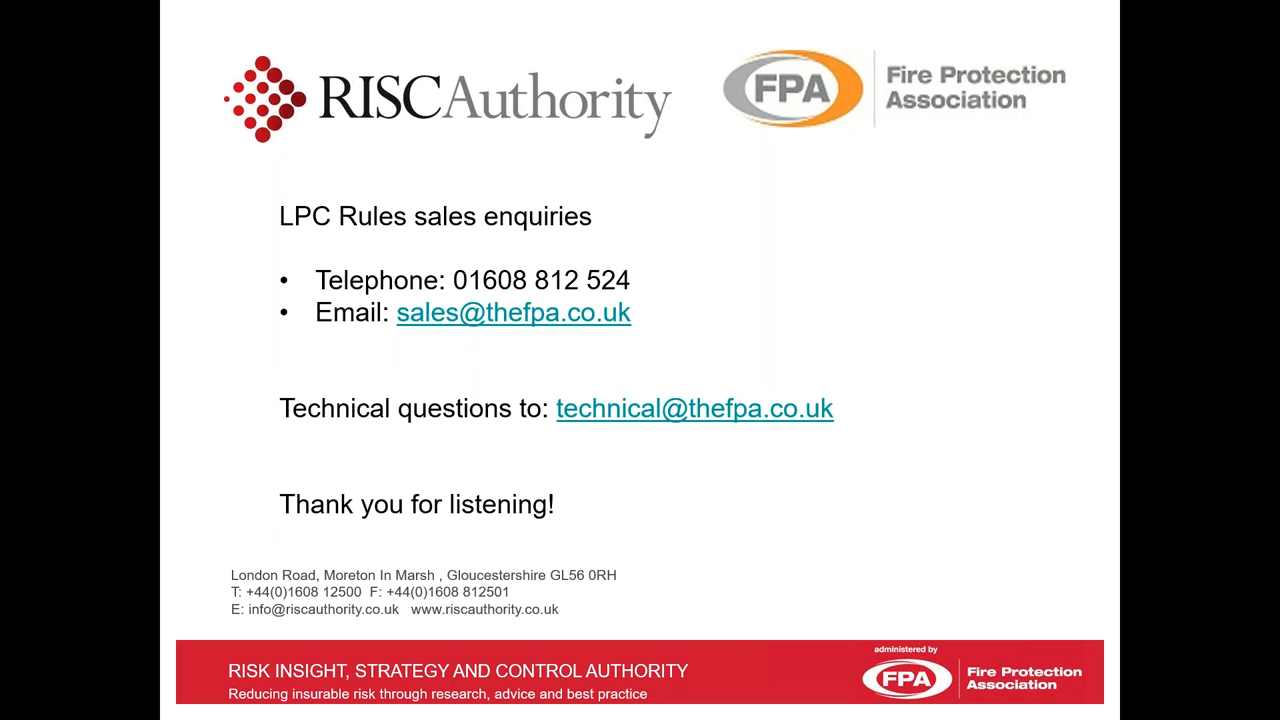 RISCAuthority
FPA
Fire Protection
Association
LPC Rules sales enquiries
• Telephone: 01608 812 524
• Email: sales@thefpa.co.uk
Technical questions to: technical@thefpa.co.uk
Thank you for listening!
London Road, Moreton In Marsh , Gloucestershire GL56 0RH
T: +44(0)1608 12500 F: +44(0)1608 812501
E: info@riscauthority.co.uk www.riscauthority.co.uk
RISK INSIGHT, STRATEGY AND CONTROL AUTHORITY
Reducing insurable risk through research, advice and best practice
administered by
FPA
Fire Protection
Association